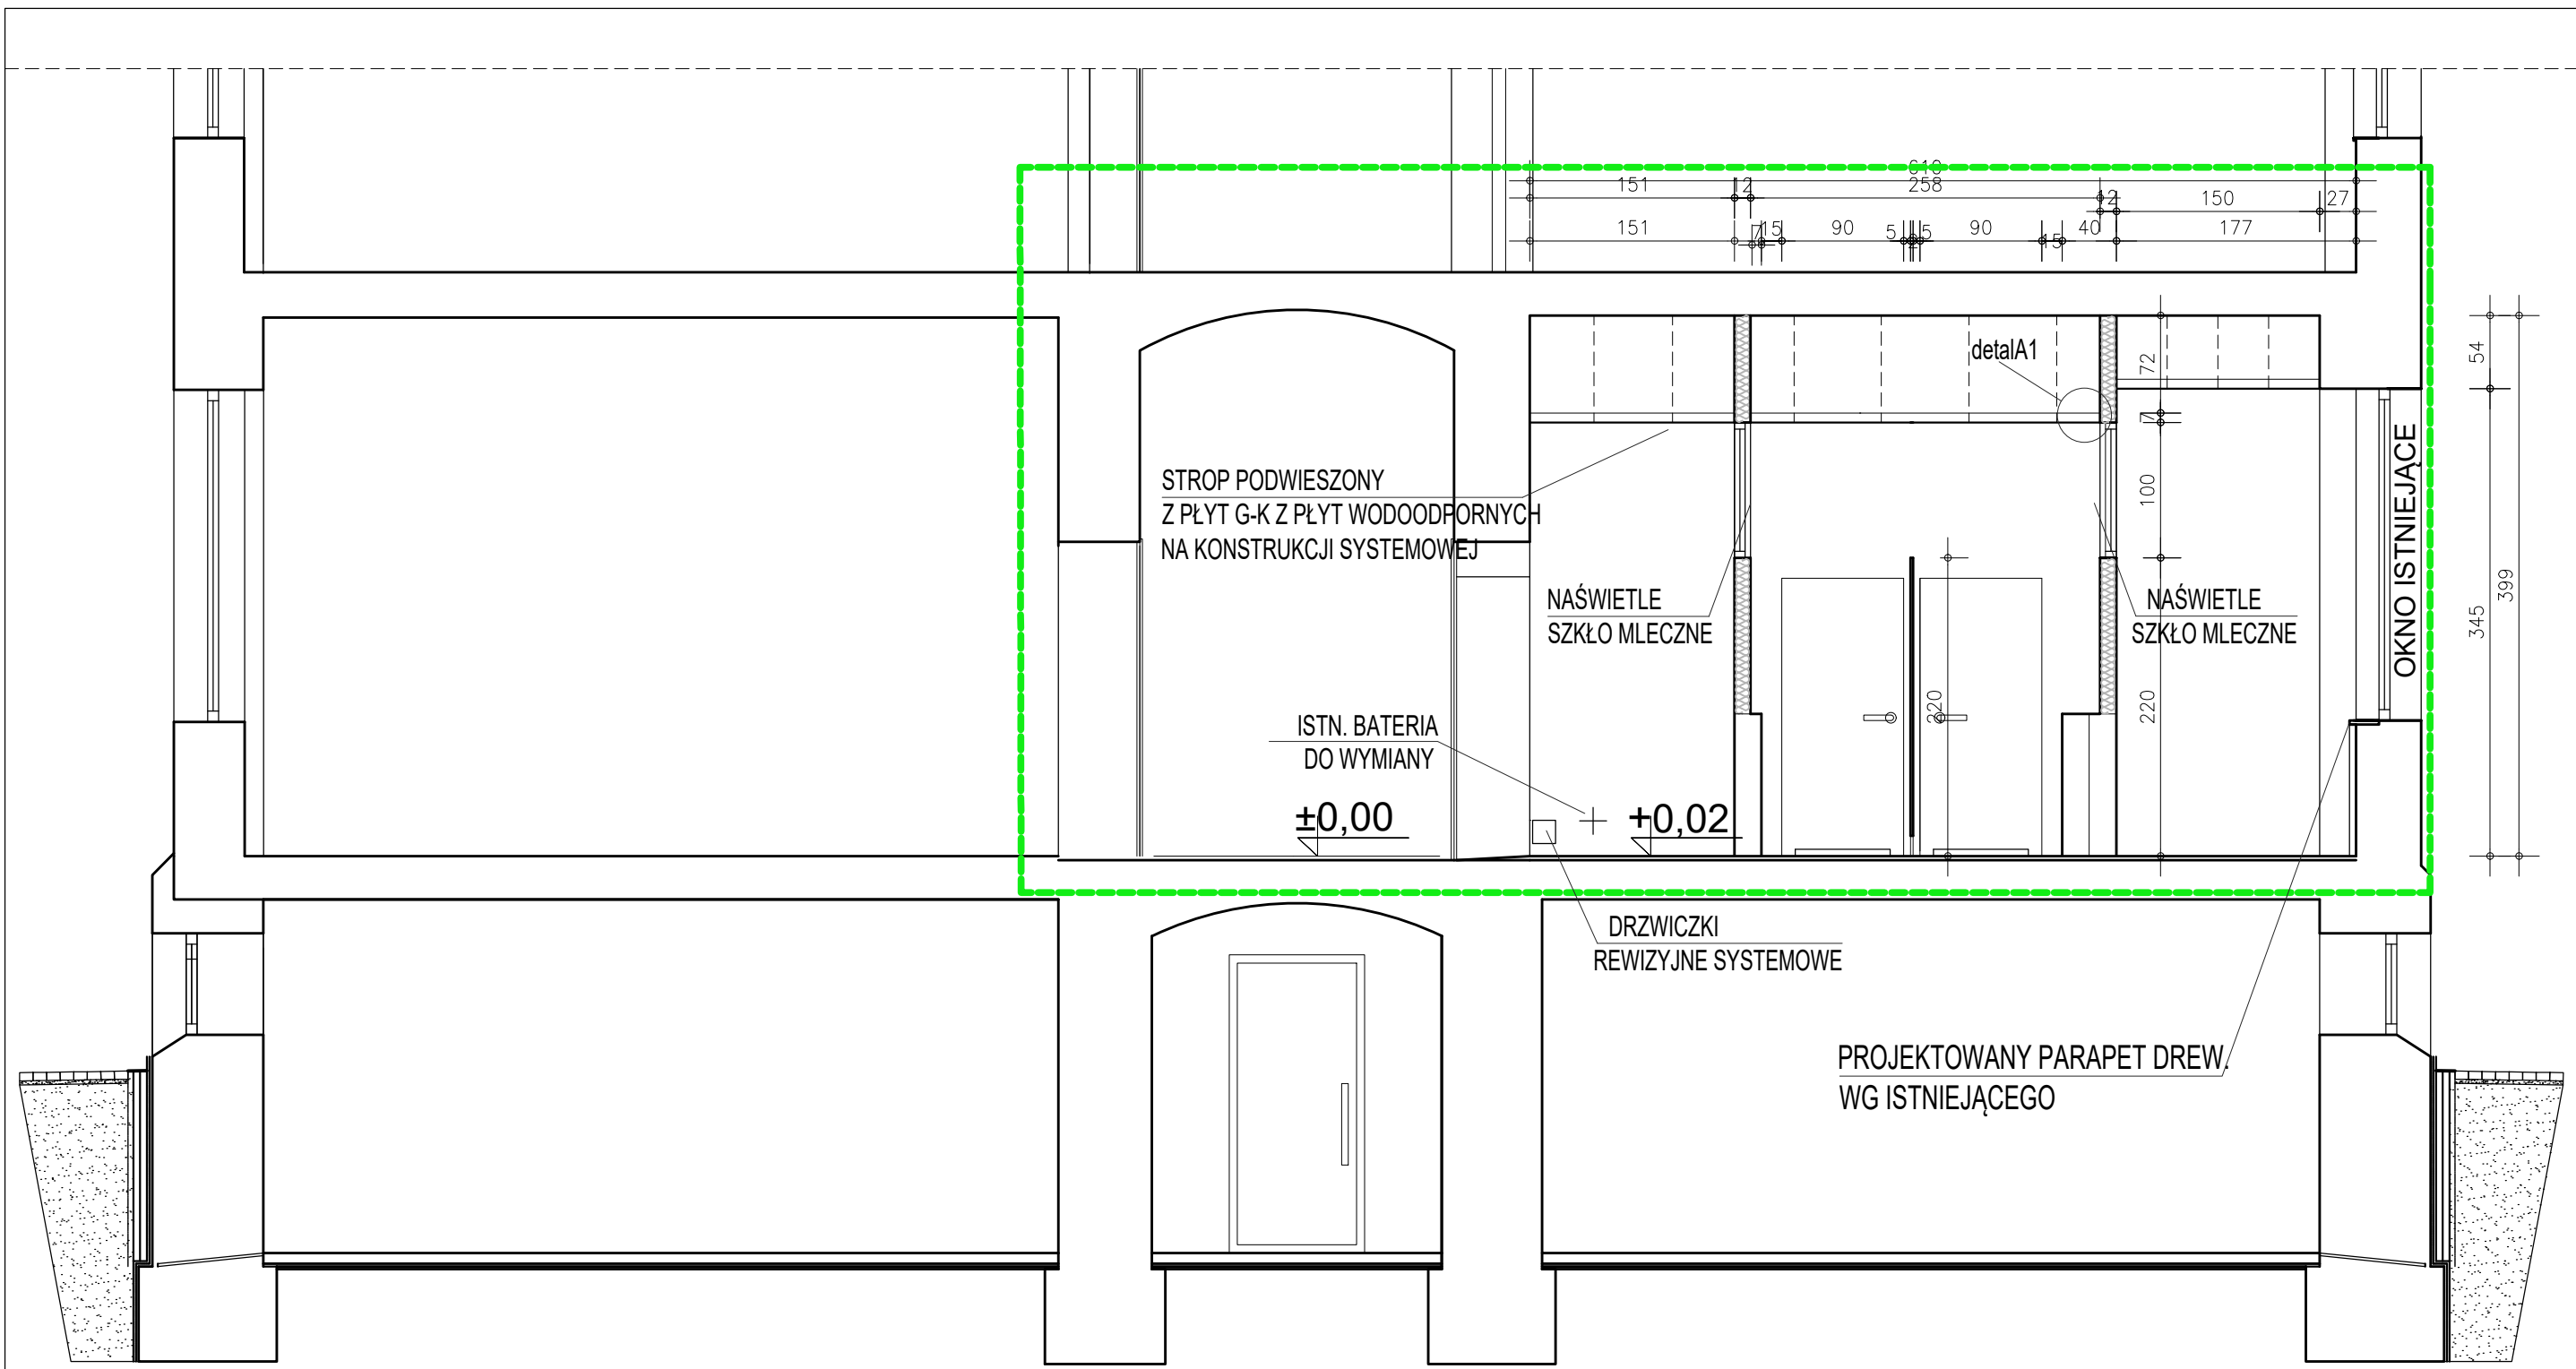 610
151
12
258
12
150
27
151
7
15
90
5
2
5
90
15
40
177
detalA1
72
54
7
STROP PODWIESZONY
Z PŁYT G-K Z PŁYT WODOODPORNYCH
NA KONSTRUKCJI SYSTEMOWEJ
100
OKNO ISTNIEJĄCE
399
345
NAŚWIETLE
SZKŁO MLECZNE
NAŚWIETLE
SZKŁO MLECZNE
220
220
ISTN. BATERIA
DO WYMIANY
±0,00
+0,02
DRZWICZKI
REWIZYJNE SYSTEMOWE
PROJEKTOWANY PARAPET DREW.
WG ISTNIEJĄCEGO